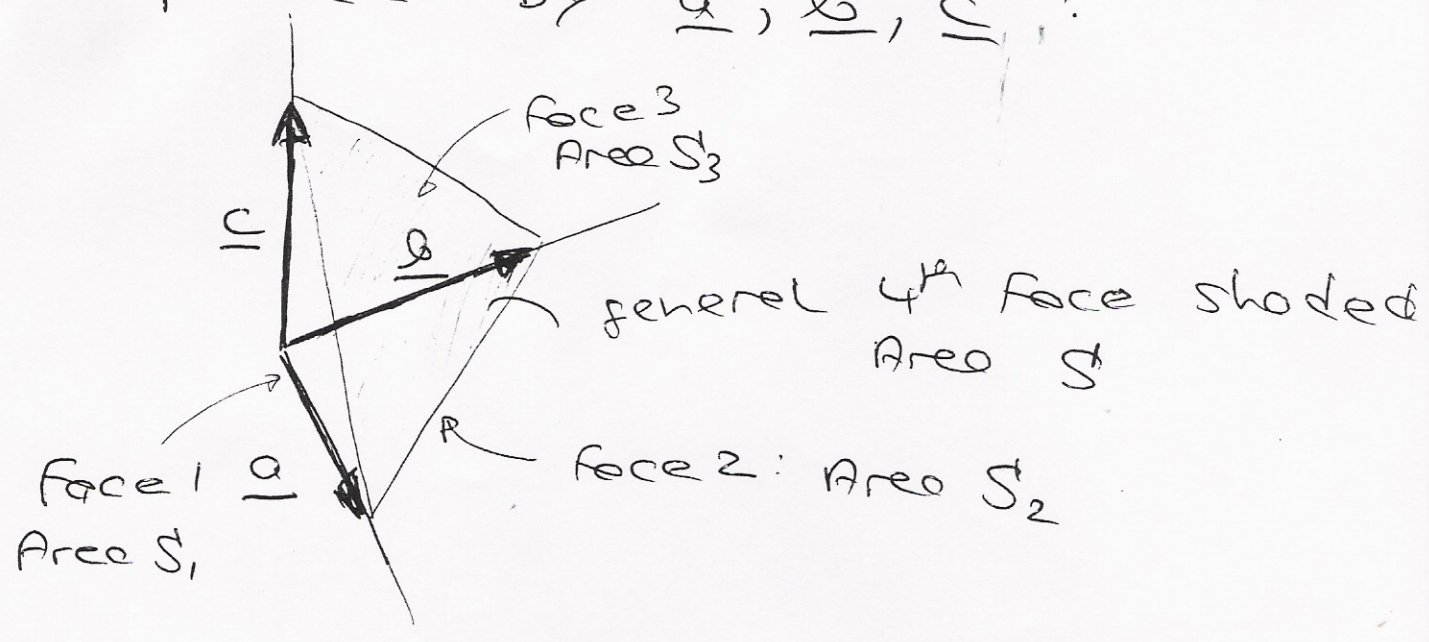 a, b, c
Face 3
Area S3
c
b
general 4th Face shaded
Area S
Face 1
a
Face 2: Area S2
Area S1